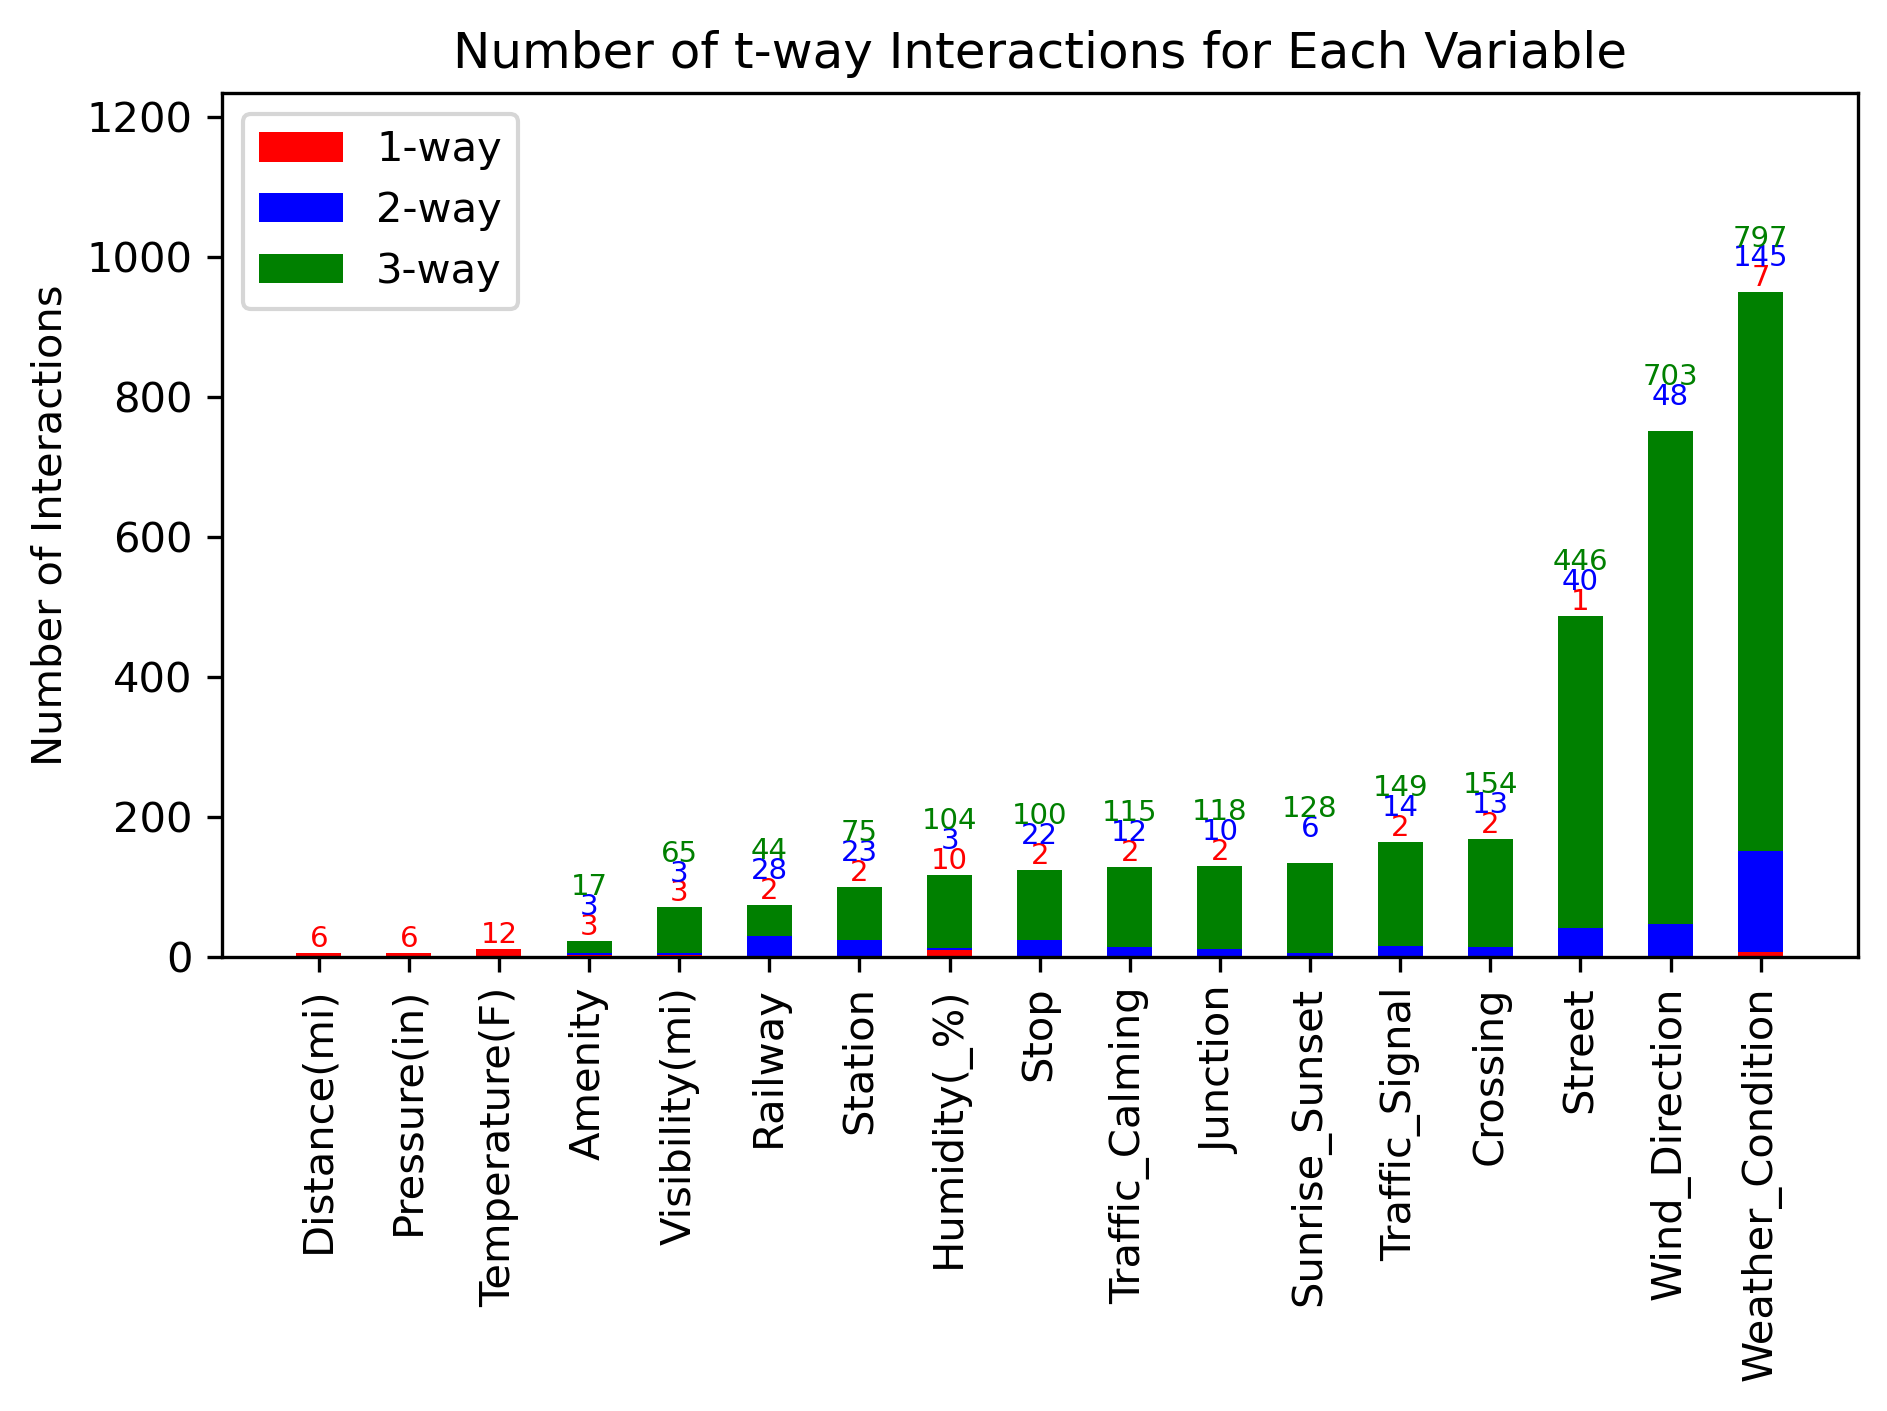 Number of t-way Interactions for Each Variable
1-way
2-way
3-way
Number of Interactions
1200
1000
800
600
400
200
0
6
6
12
17
3
3
65
3
3
44
28
2
75
23
2
104
3
10
100
22
2
115
12
2
118
10
2
128
6
149
14
2
154
13
2
446
40
1
703
48
797
145
7
Distance(mi)
Pressure(in)
Temperature(F)
Amenity
Visibility(mi)
Railway
Station
Humidity(_%)
Stop
Traffic_Calming
Junction
Sunrise_Sunset
Traffic_Signal
Crossing
Street
Wind_Direction
Weather_Condition